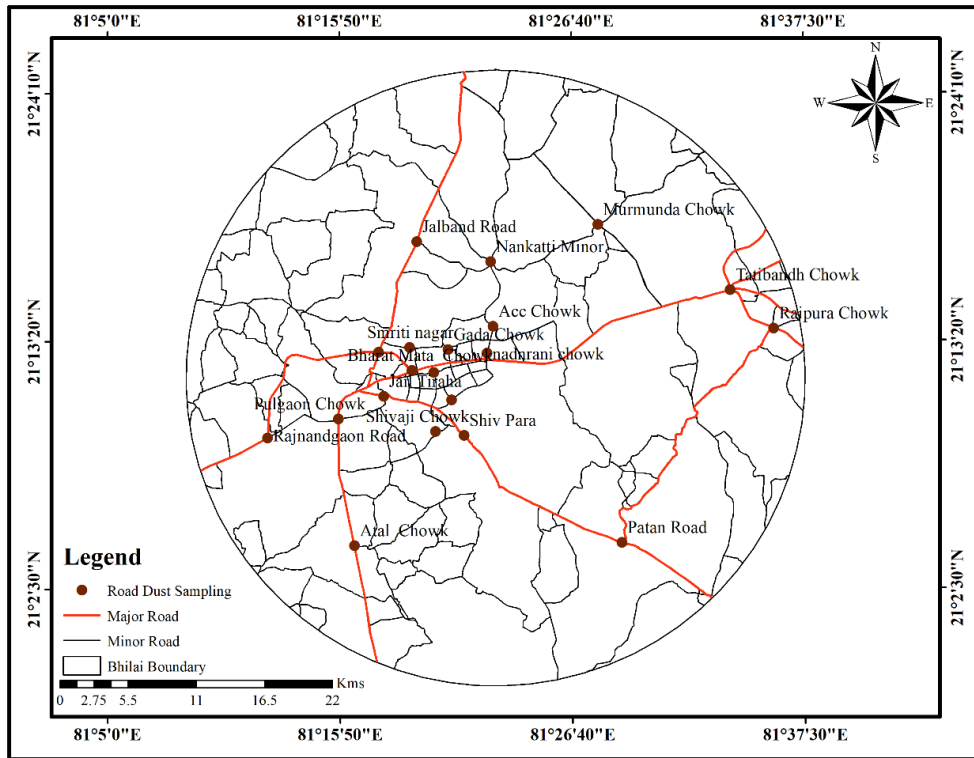 81°5'0"E 81°15'50"E 81°26'40"E 81°37'30"E
21°24'10"N 21°24'10"N
N
W E
S
Murmunda Chowk
Jalband Road
Nankatti Minor
Tatibandh Chowk
Acc Chowk
Raipura Chowk
Smriti nagar Gada Chowk
21°13'20"N 21°13'20"N
Bharat Mata Chowk
chowk
Jail Tiraha
Pulgaon Chowk
Shivaji Chowk
Shiv Para
Rajnandgaon Road
Atal Chowk
Patan Road
Legend
Road Dust Sampling
Major Road
Minor Road
Bhilai Boundary
21°2'30"N 21°2'30"N
Kms
0 2.75 5.5 11 16.5 22
81°5'0"E 81°15'50"E 81°26'40"E 81°37'30"E